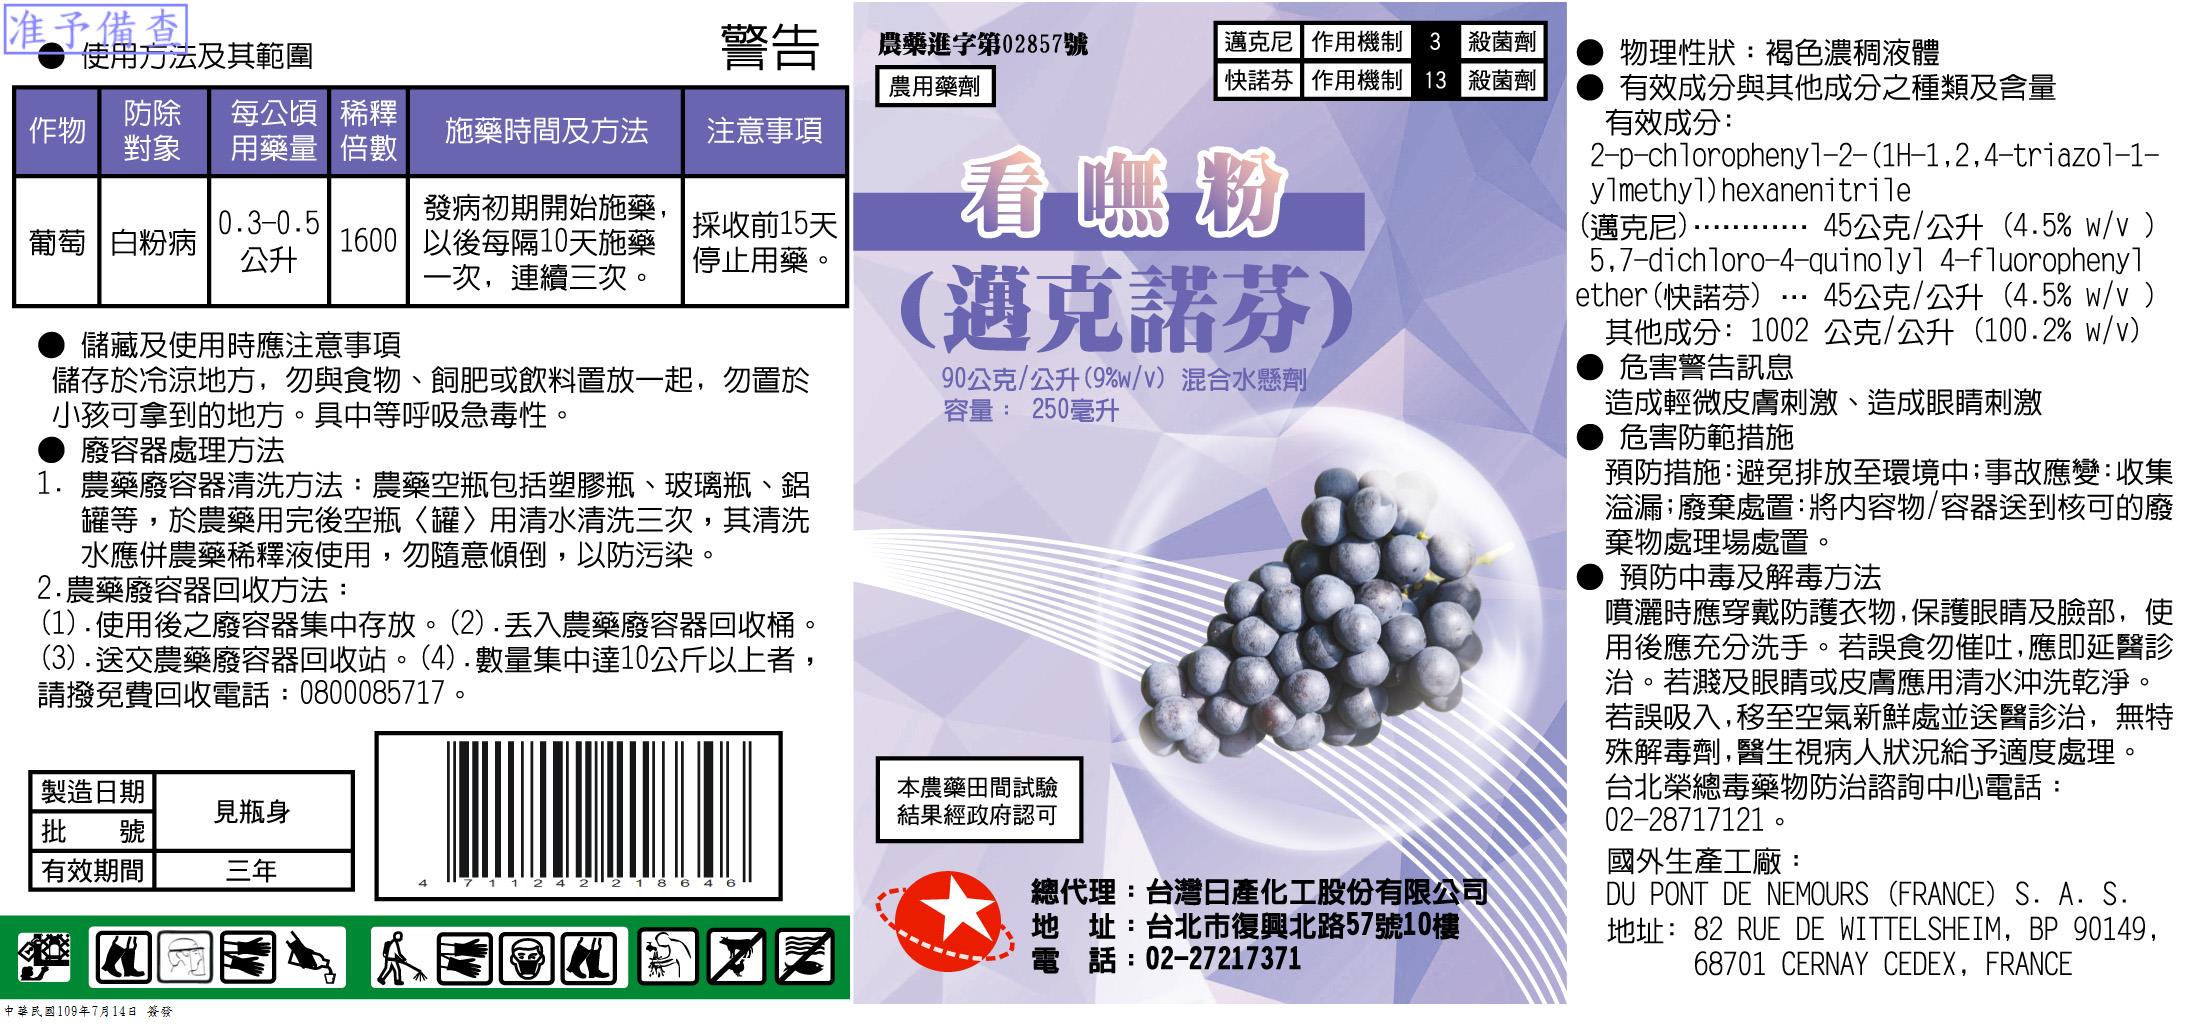 准予備查
● 使用方法及其範圍
警告
作物 防除對象 每公頃用藥量 稀釋倍數 施藥時間及方法 注意事項
葡萄 白粉病 0.3-0.5公升 1600 發病初期開始施藥，以後每隔10天施藥一次，連續三次。 採收前15天停止用藥。
● 儲藏及使用時應注意事項
儲存於冷涼地方，勿與食物、飼肥或飲料置放一起，勿置於
小孩可拿到的地方。具中等呼吸急毒性。
● 廢容器處理方法
1. 農藥廢容器清洗方法：農藥空瓶包括塑膠瓶、玻璃瓶、鋁
罐等，於農藥用完後空瓶〈罐〉用清水清洗三次，其清洗
水應併農藥稀釋液使用，勿隨意傾倒，以防污染。
2.農藥廢容器回收方法：
(1).使用後之廢容器集中存放。(2).丟入農藥廢容器回收桶。
(3).送交農藥廢容器回收站。(4).數量集中達10公斤以上者，
請撥免費回收電話：0800085717。
製造日期 見瓶身
批　號
有效期間 三年
4711242218646
中華民國109年7月14日 簽發
農藥進字第02857號
農用藥劑
邁克尼 作用機制 3 殺菌劑
快諾芬 作用機制 13 殺菌劑
看嘸粉
(邁克諾芬)
90公克/公升(9%w/v) 混合水懸劑
容量： 250毫升
本農藥田間試驗
結果經政府認可
總代理：台灣日產化工股份有限公司
地　址：台北市復興北路57號10樓
電　話：02-27217371
● 物理性狀：褐色濃稠液體
● 有效成分與其他成分之種類及含量
有效成分:
2-p-chlorophenyl-2-(1H-1,2,4-triazol-1-
ylmethyl)hexanenitrile
(邁克尼)………… 45公克/公升 (4.5% w/v )
5,7-dichloro-4-quinolyl 4-fluorophenyl
ether(快諾芬) … 45公克/公升 (4.5% w/v )
其他成分: 1002 公克/公升 (100.2% w/v)
● 危害警告訊息
造成輕微皮膚刺激、造成眼睛刺激
● 危害防範措施
預防措施:避免排放至環境中;事故應變:收集
溢漏;廢棄處置:將內容物/容器送到核可的廢
棄物處理場處置。
● 預防中毒及解毒方法
噴灑時應穿戴防護衣物,保護眼睛及臉部，使
用後應充分洗手。若誤食勿催吐,應即延醫診
治。若濺及眼睛或皮膚應用清水沖洗乾淨。
若誤吸入,移至空氣新鮮處並送醫診治，無特
殊解毒劑,醫生視病人狀況給予適度處理。
台北榮總毒藥物防治諮詢中心電話：
02-28717121。
國外生產工廠：
DU PONT DE NEMOURS (FRANCE) S. A. S.
地址: 82 RUE DE WITTELSHEIM, BP 90149,
68701 CERNAY CEDEX, FRANCE